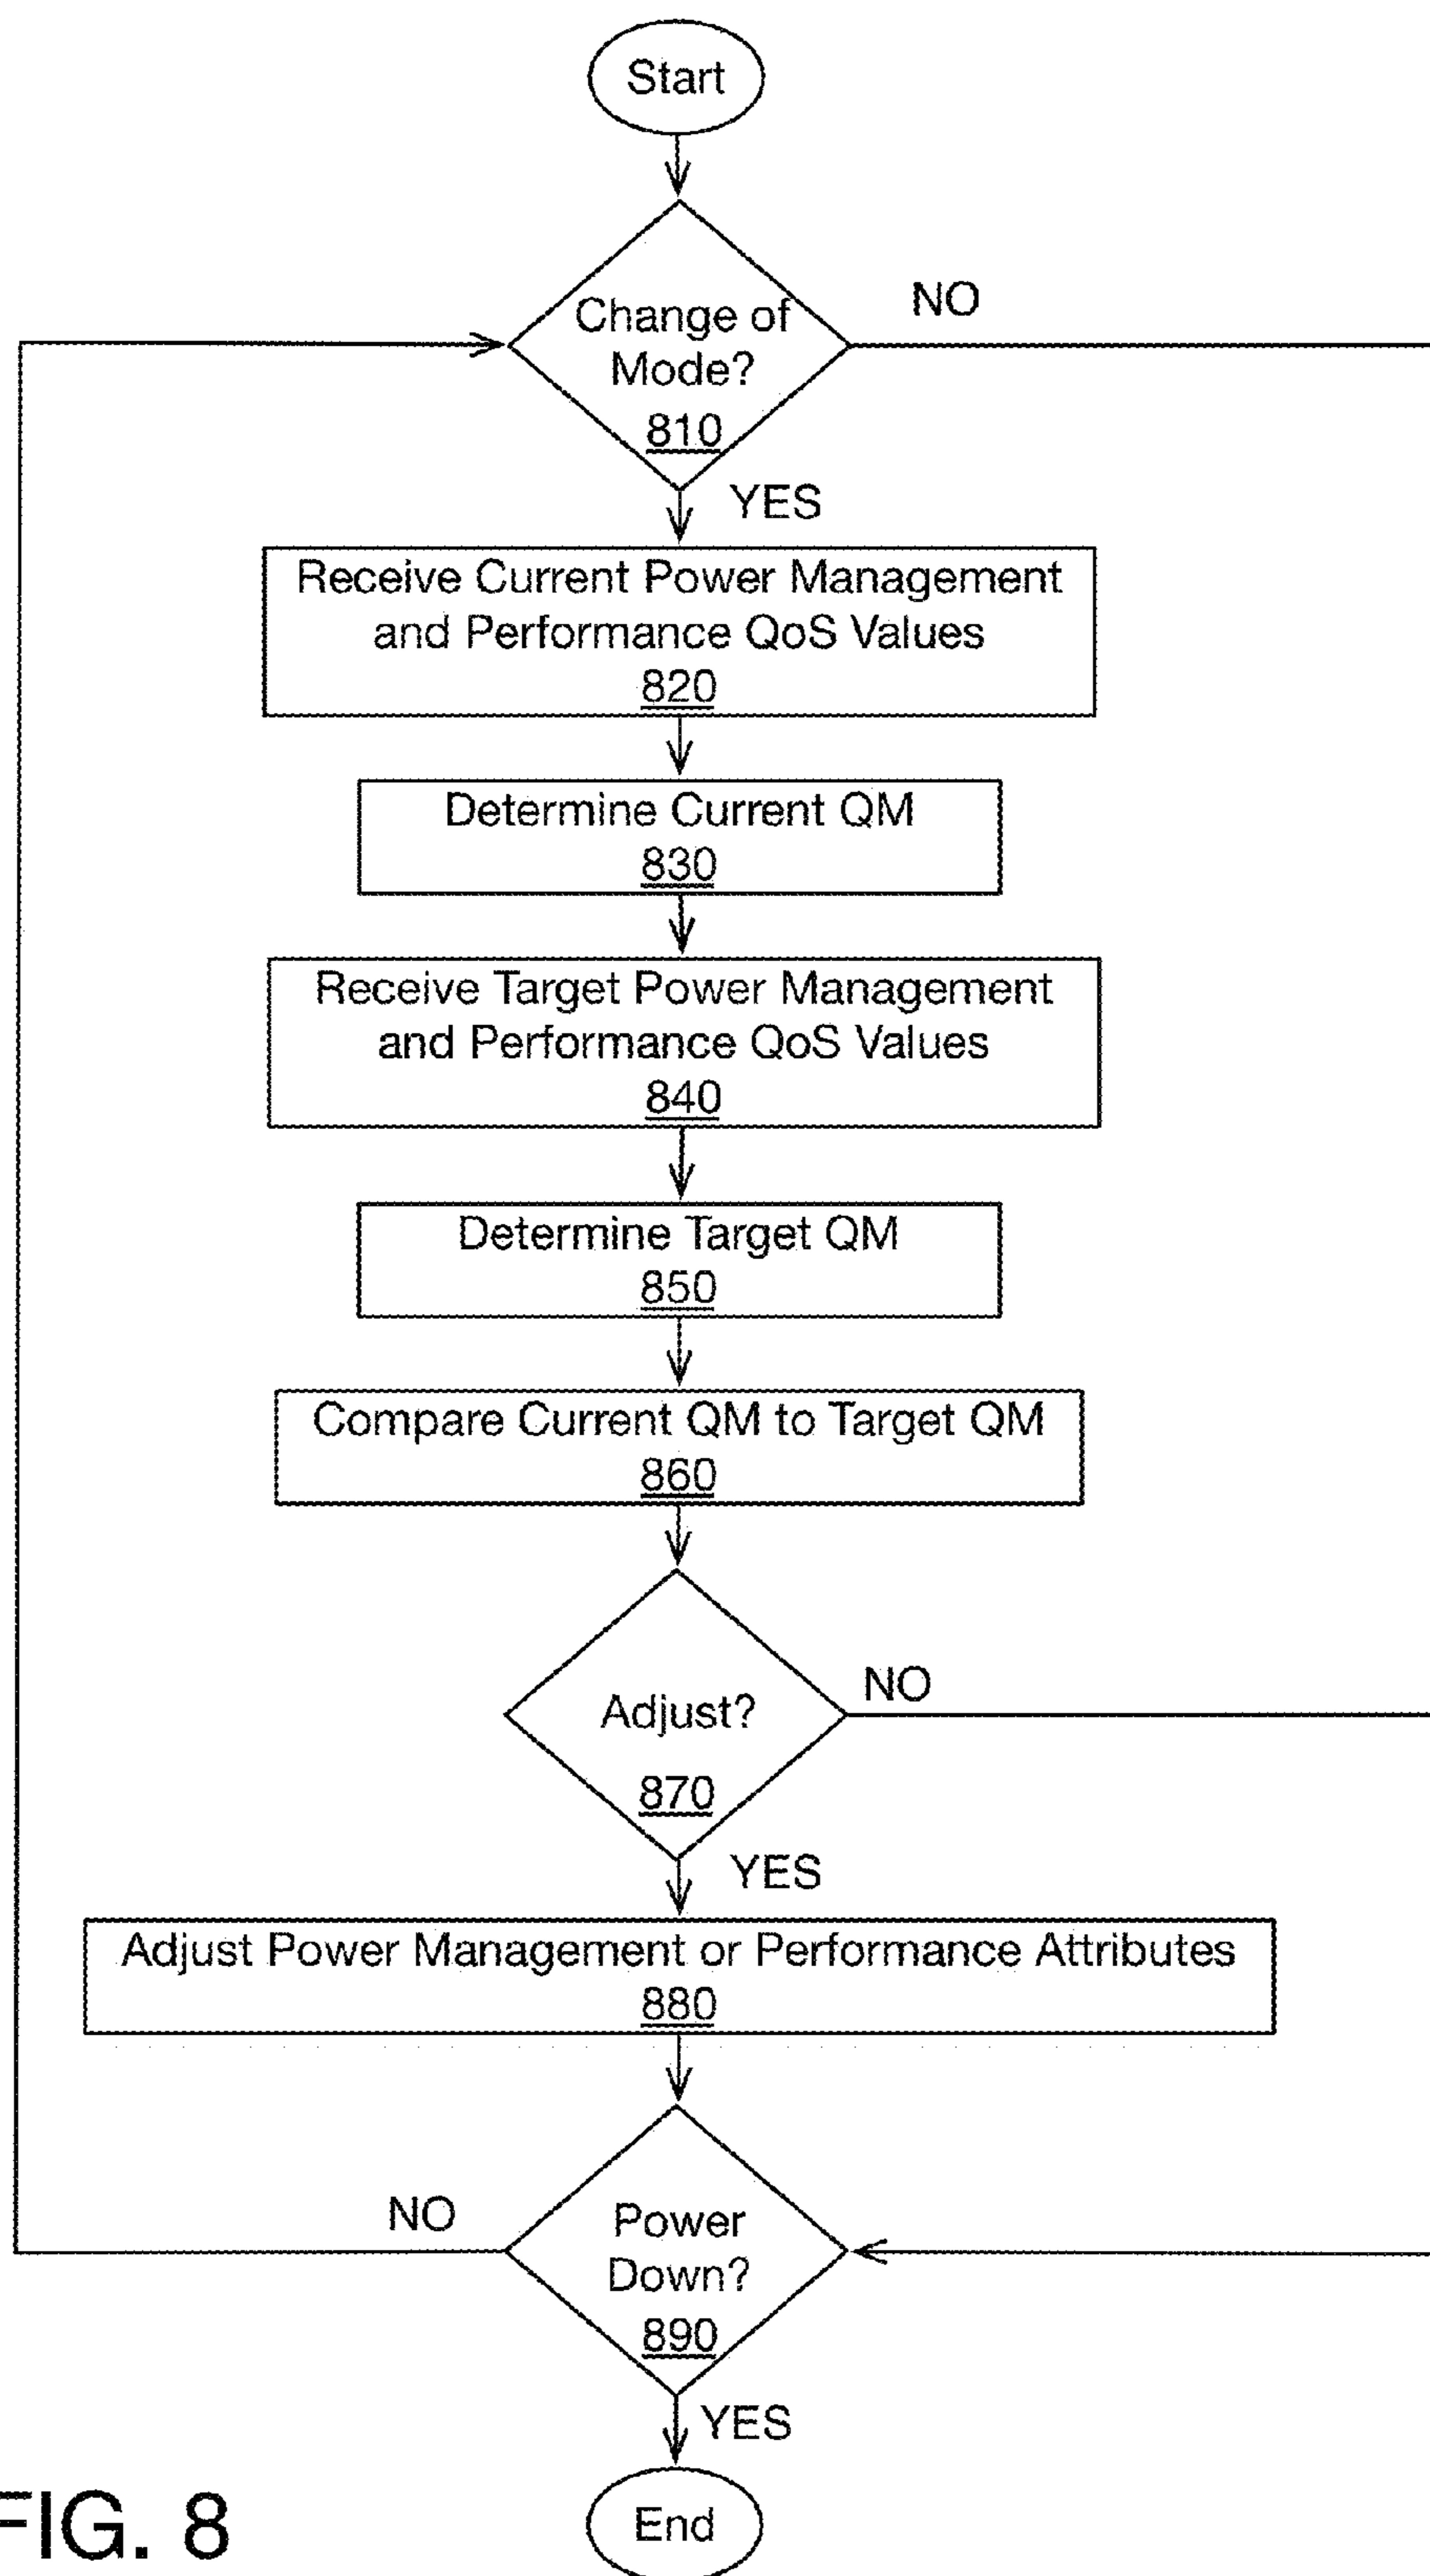 Start
Change of
Mode?
810
NO
YES
Receive Current Power Management
and Performance QoS Values
820
Determine Current QM
830
Receive Target Power Management
and Performance QoS Values
840
Determine Target QM
850
Compare Current QM to Target QM
860
Adjust?
870
NO
YES
Adjust Power Management or Performance Attributes
880
NO
Power
Down?
890
YES
End
FIG. 8